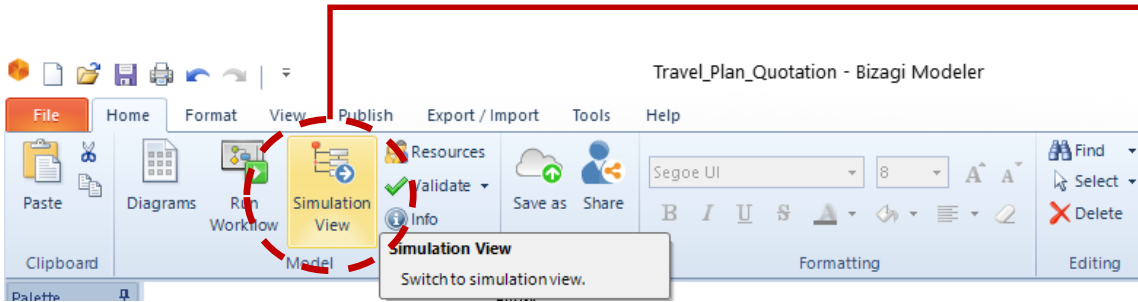 Travel_Plan_Quotation - Bizagi Modeler
File Home Format View Publish Export / Import Tools Help
Paste
Diagrams
Run
Workflow
Simulation
View
Resources
Validate
Info
Save as
Share
Segoe UI
8
A A
B I U S A
Find
Select
Delete
Clipboard
Model
Formatting
Editing
Simulation View
Switch to simulation view.
Palette